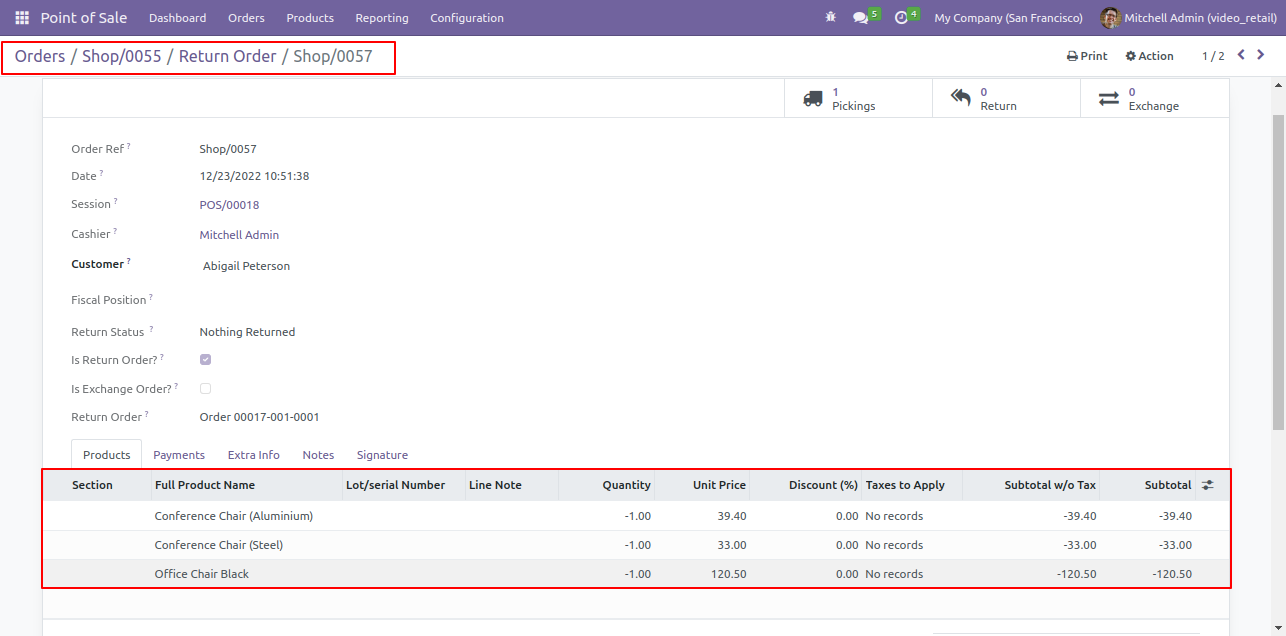 Point of Sale Dashboard Orders Products Reporting Configuration 5 4 My Company (San Francisco) Mitchell Admin (video_retail)
Orders / Shop/0055 / Return Order / Shop/0057 Print Action 1 / 2
1 Pickings 0 Return 0 Exchange
Order Ref ? Shop/0057
Date ? 12/23/2022 10:51:38
Session ? POS/00018
Cashier ? Mitchell Admin
Customer ? Abigail Peterson
Fiscal Position ?
Return Status ? Nothing Returned
Is Return Order? ?
Is Exchange Order? ?
Return Order ? Order 00017-001-0001
Products Payments Extra Info Notes Signature
Section Full Product Name Lot/serial Number Line Note Quantity Unit Price Discount (%) Taxes to Apply Subtotal w/o Tax Subtotal
Conference Chair (Aluminium) -1.00 39.40 0.00 No records -39.40 -39.40
Conference Chair (Steel) -1.00 33.00 0.00 No records -33.00 -33.00
Office Chair Black -1.00 120.50 0.00 No records -120.50 -120.50